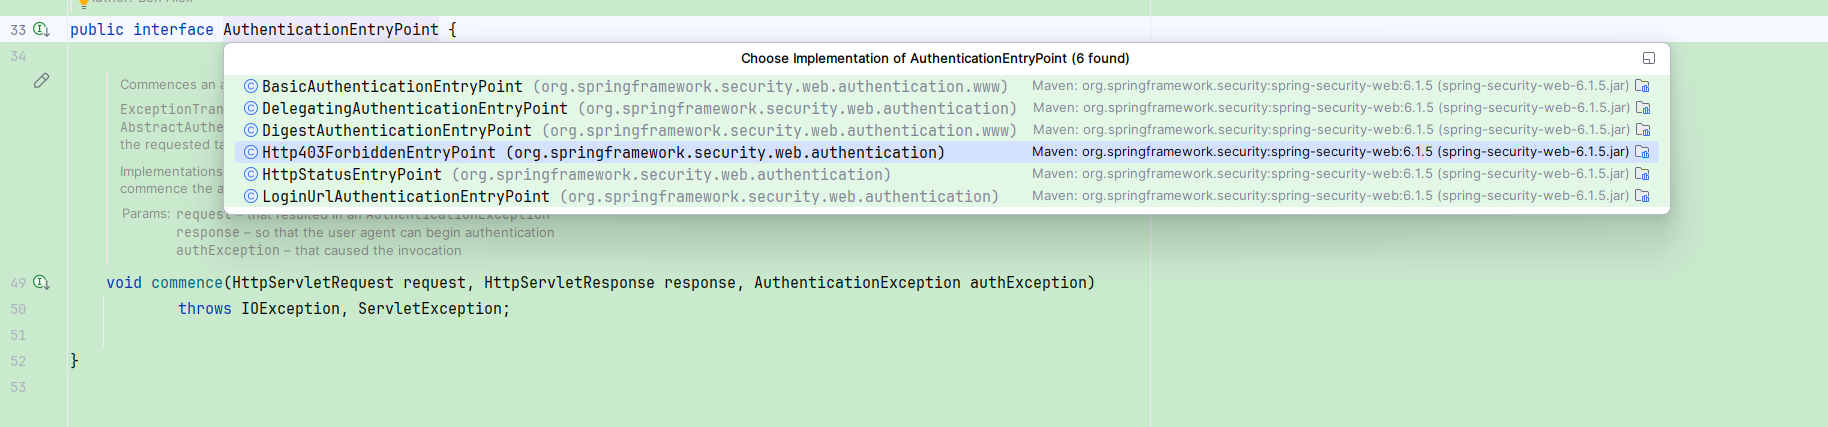 33 public interface AuthenticationEntryPoint {
Choose Implementation of AuthenticationEntryPoint (6 found)
BasicAuthenticationEntryPoint (org.springframework.security.web.authentication.www) Maven: org.springframework.security:spring-security-web:6.1.5 (spring-security-web-6.1.5.jar)
DelegatingAuthenticationEntryPoint (org.springframework.security.web.authentication) Maven: org.springframework.security:spring-security-web:6.1.5 (spring-security-web-6.1.5.jar)
DigestAuthenticationEntryPoint (org.springframework.security.web.authentication.www) Maven: org.springframework.security:spring-security-web:6.1.5 (spring-security-web-6.1.5.jar)
Http403ForbiddenEntryPoint (org.springframework.security.web.authentication) Maven: org.springframework.security:spring-security-web:6.1.5 (spring-security-web-6.1.5.jar)
HttpStatusEntryPoint (org.springframework.security.web.authentication) Maven: org.springframework.security:spring-security-web:6.1.5 (spring-security-web-6.1.5.jar)
LoginUrlAuthenticationEntryPoint (org.springframework.security.web.authentication) Maven: org.springframework.security:spring-security-web:6.1.5 (spring-security-web-6.1.5.jar)
34
Commences an
ExceptionTran
AbstractAuthe
the requested ta
Implementations
commence the a
Params: request – that resulted in an AuthenticationException
response – so that the user agent can begin authentication
authException – that caused the invocation
49 void commence(HttpServletRequest request, HttpServletResponse response, AuthenticationException authException)
50 throws IOException, ServletException;
51
52 }
53